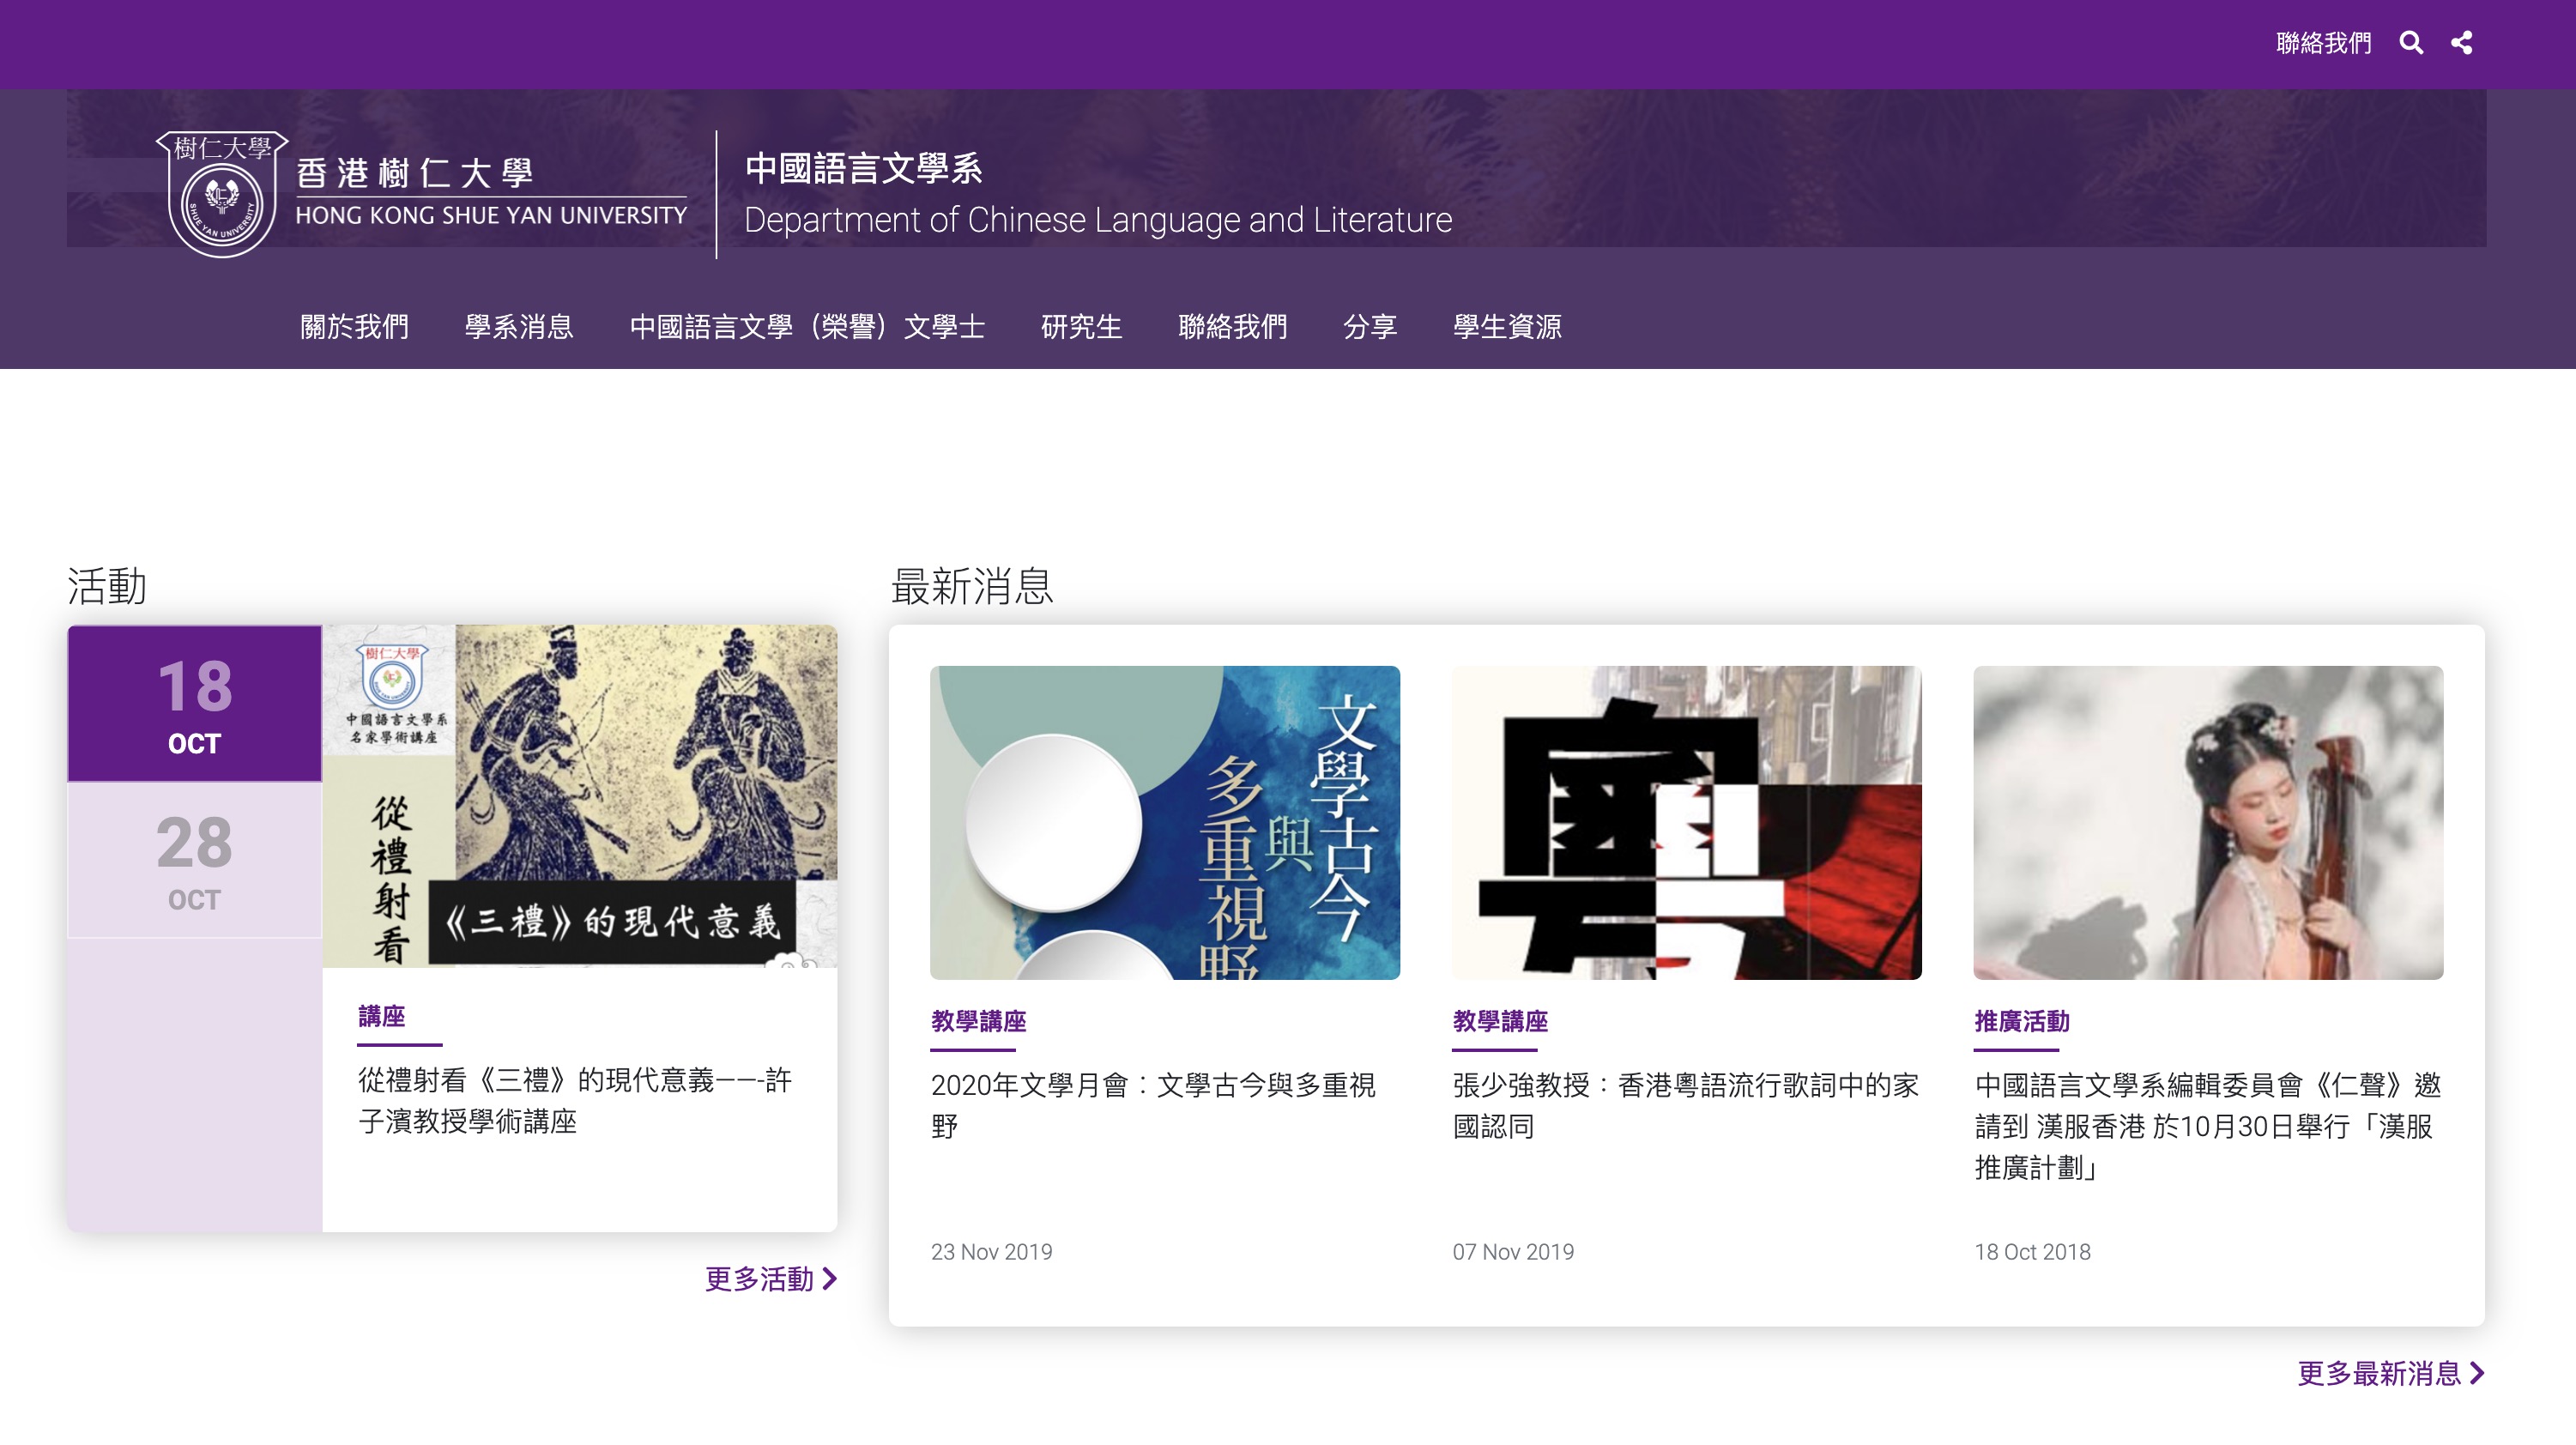 聯絡我們
樹仁大學
SHUE YAN UNIVERSITY
香港樹仁大學
HONG KONG SHUE YAN UNIVERSITY
中國語言文學系
Department of Chinese Language and Literature
關於我們
學系消息
中國語言文學（榮譽）文學士
研究生
聯絡我們
分享
學生資源
活動
18
OCT
28
OCT
樹仁大學
SHUE YAN UNIVERSITY
中國語言文學系
名家學術講座
從禮射看
《三禮》的現代意義
講座
從禮射看《三禮》的現代意義——-許
子濱教授學術講座
更多活動
最新消息
文學古今
與
多重視野
教學講座
2020年文學月會：文學古今與多重視
野
23 Nov 2019
粵
教學講座
張少強教授：香港粵語流行歌詞中的家
國認同
07 Nov 2019
推廣活動
中國語言文學系編輯委員會《仁聲》邀
請到 漢服香港 於10月30日舉行「漢服
推廣計劃」
18 Oct 2018
更多最新消息